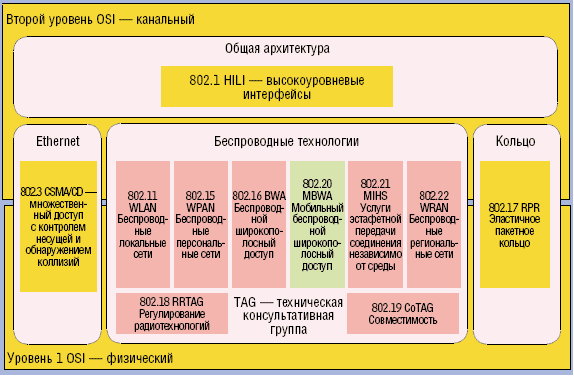 Второй уровень OSI — канальный
Общая архитектура
802.1 HILI — высокоуровневые
интерфейсы
Ethernet
802.3 CSMA/CD —
множествен-
ный доступ
с контролем
несущей и
обнаружением
коллизий
Беспроводные технологии
802.11
WLAN
Беспровод-
ные
локальные
сети
802.15
WPAN
Беспровод-
ные
персональ-
ные сети
802.16 BWA
Беспровод-
ной
широкопо-
лосный
доступ
802.20
MBWA
Мобильный
беспровод-
ной
широкопо-
лосный
доступ
802.21
MIHS
Услуги
эстафетной
передачи
соединения
независимо
от среды
802.22
WRAN
Беспровод-
ные
региональ-
ные сети
802.18 RRTAG
Регулирование
радиотехнологий
TAG — техническая
консультативная
группа
802.19 CoTAG
Совместимость
Кольцо
802.17 RPR
Эластичное
пакетное
кольцо
Уровень 1 OSI — физический